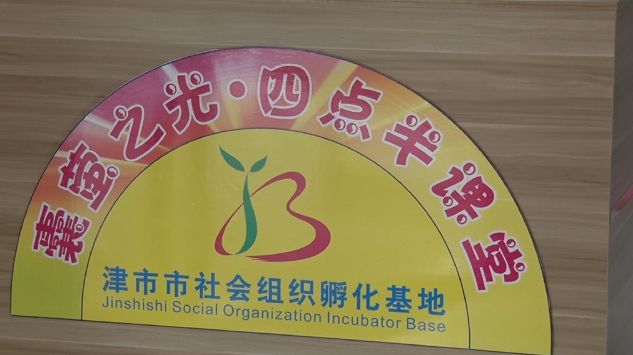 囊萤之光·四点半课堂
津市市社会组织孵化基地
Jinshishi Social Organization Incubator Base